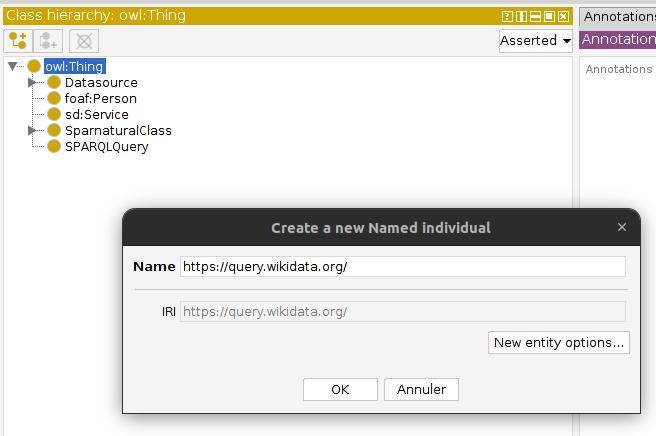 Class hierarchy: owl:Thing
Annotations
Annotation
Asserted
owl:Thing
Annotations
Datasource
foaf:Person
sd:Service
SparnaturalClass
SPARQLQuery
Create a new Named individual
Name https://query.wikidata.org/
IRI https://query.wikidata.org/
New entity options...
OK Annuler